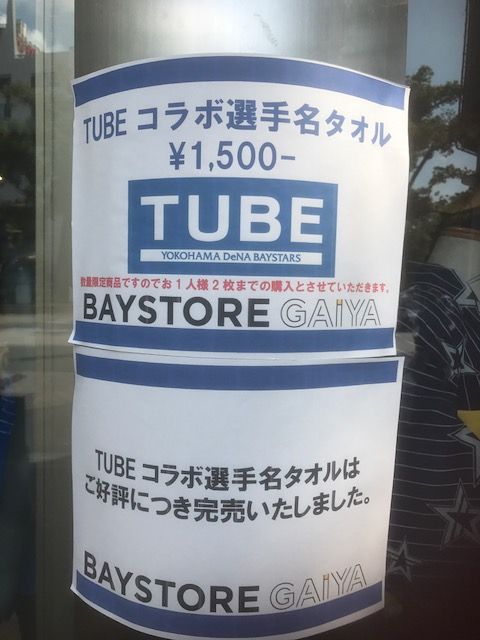 TUBE コラボ選手名タオル
¥1,500-
TUBE
YOKOHAMA DeNA BAYSTARS
数量限定商品ですのでお1人様2枚までの購入とさせていただきます。
BAYSTORE GAiYA
TUBE コラボ選手名タオルは
ご好評につき完売いたしました。
BAYSTORE GAiYA